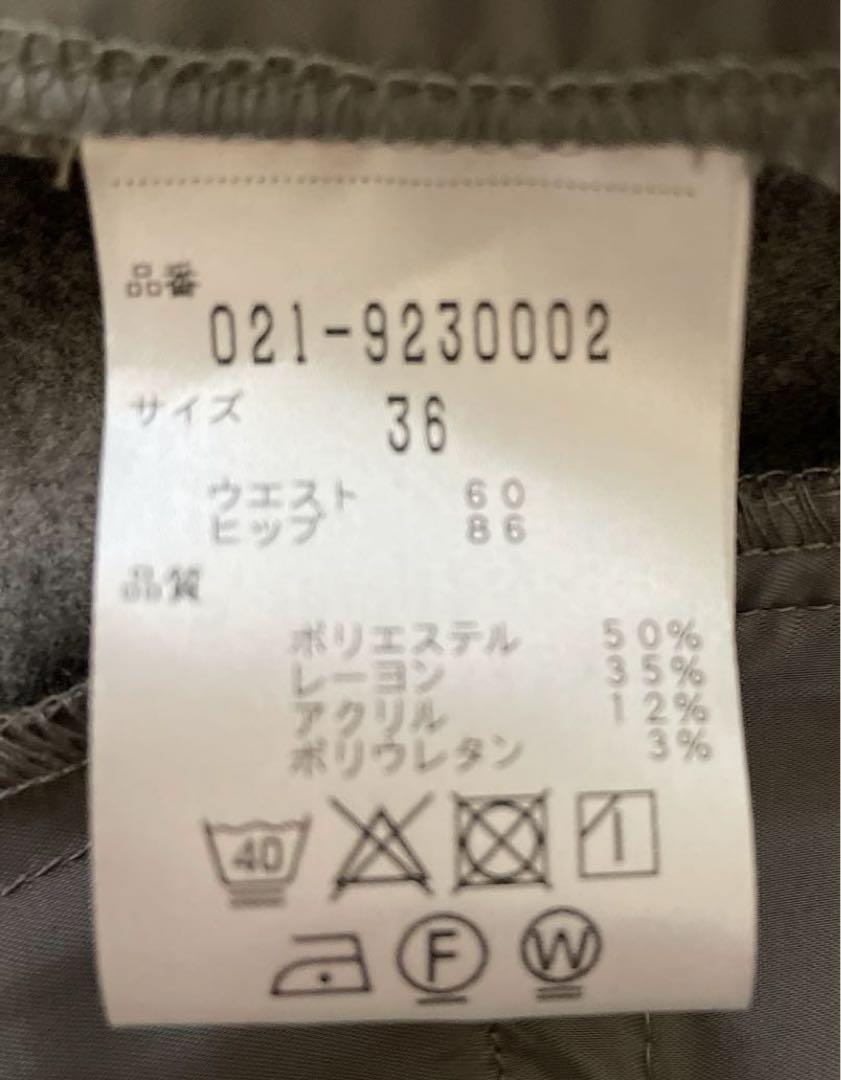 品番
021-9230002
サイズ 36
ウエスト 60
ヒップ 86
品質
ポリエステル 50%
レーヨン 35%
アクリル 12%
ポリウレタン 3%
40
F W